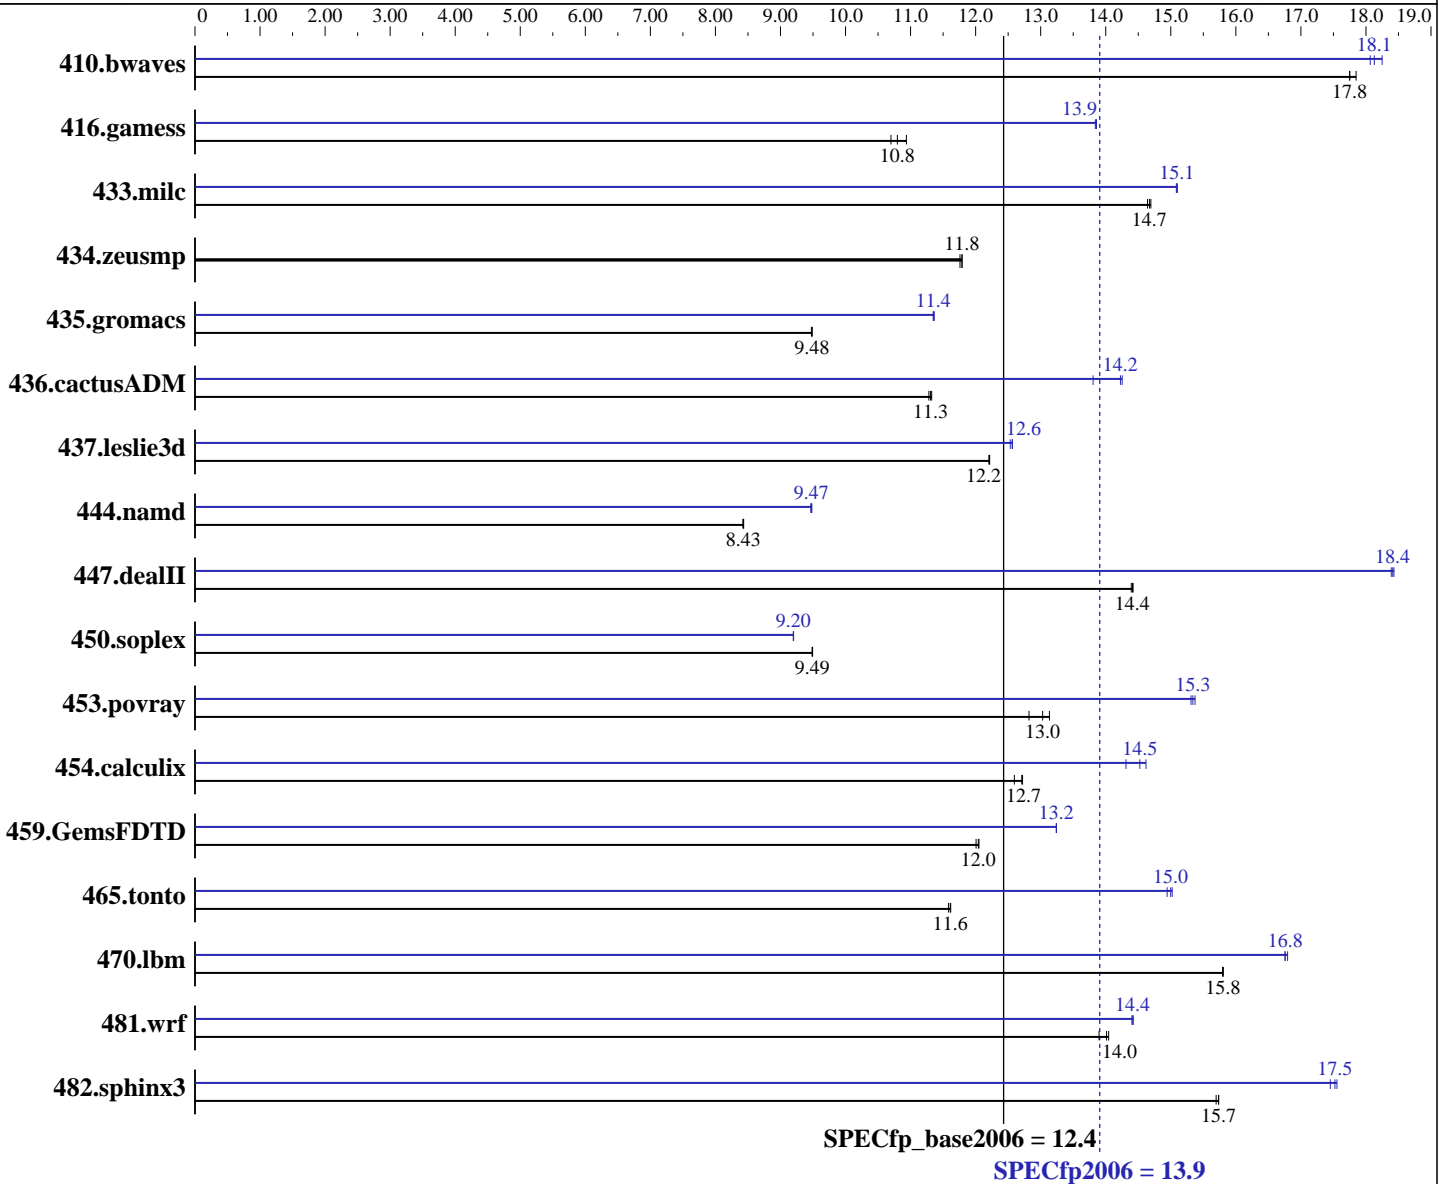 0 1.00 2.00 3.00 4.00 5.00 6.00 7.00 8.00 9.00 10.0 11.0 12.0 13.0 14.0 15.0 16.0 17.0 18.0 19.0
18.1
410.bwaves
17.8
13.9
416.gamess
10.8
15.1
433.milc
14.7
11.8
434.zeusmp
11.4
435.gromacs
9.48
14.2
436.cactusADM
11.3
12.6
437.leslie3d
12.2
9.47
444.namd
8.43
18.4
447.dealII
14.4
9.20
450.soplex
9.49
15.3
453.povray
13.0
14.5
454.calculix
12.7
13.2
459.GemsFDTD
12.0
15.0
465.tonto
11.6
16.8
470.lbm
15.8
14.4
481.wrf
14.0
17.5
482.sphinx3
15.7
SPECfp_base2006 = 12.4
SPECfp2006 = 13.9